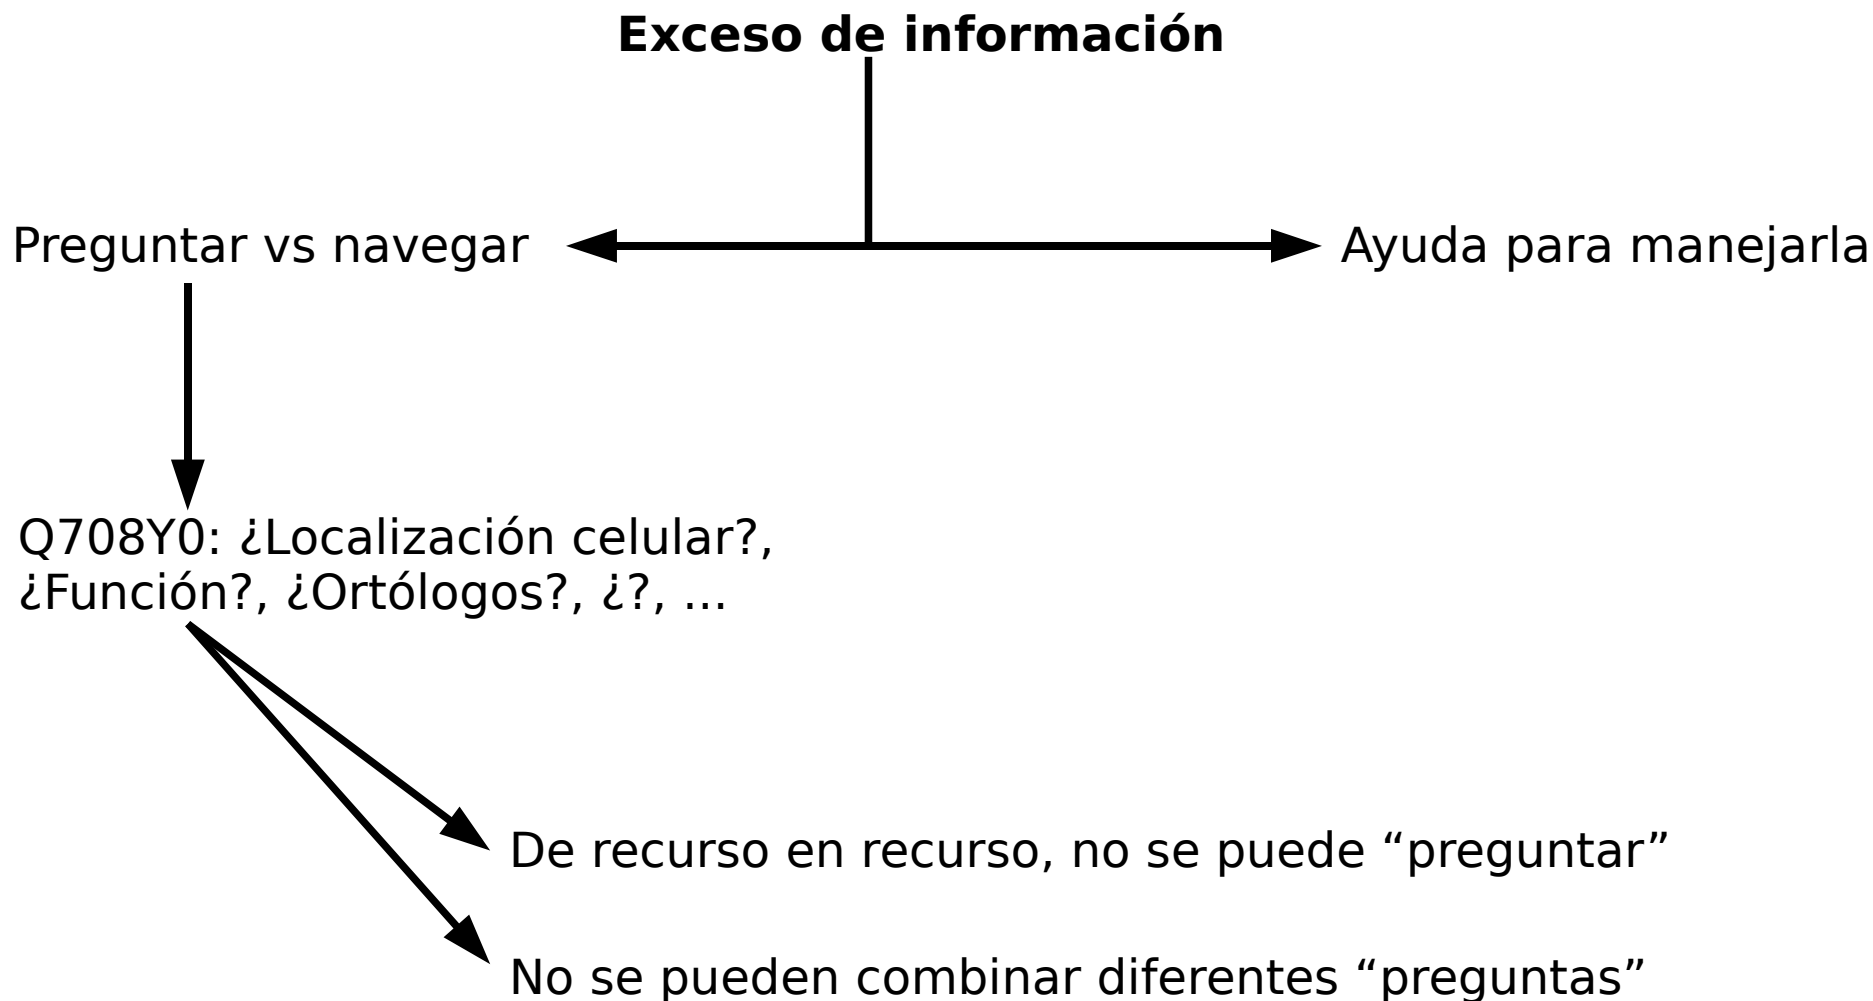 Exceso de información
Preguntar vs navegar
Ayuda para manejarla
Q708Y0: ¿Localización celular?,
¿Función?, ¿Ortólogos?, ¿?, ...
De recurso en recurso, no se puede “preguntar”
No se pueden combinar diferentes “preguntas”